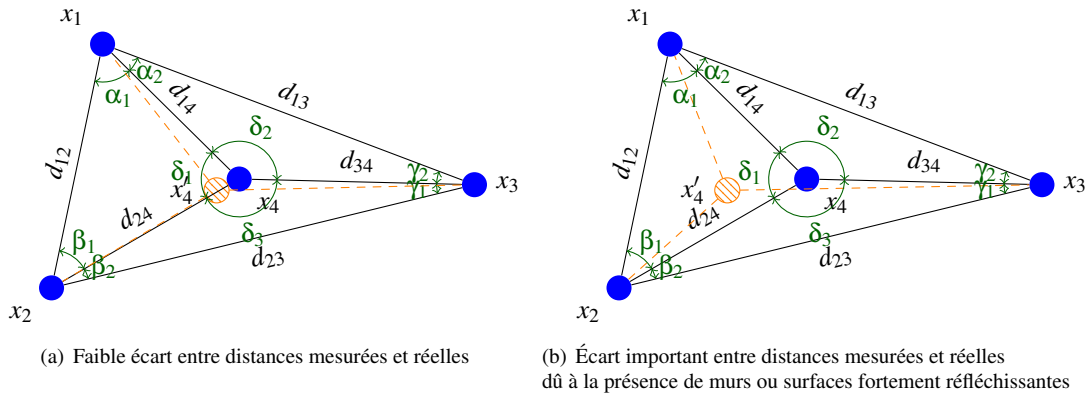 x₁
α₁
α₂
d₁₂
d₁₄
d₁₃
δ₂
δ₁
d₃₄
γ₂
γ₁
x₃
x′₄
x₄
d₂₄
δ₃
d₂₃
β₁
β₂
x₂
(a) Faible écart entre distances mesurées et réelles
x₁
α₁
α₂
d₁₂
d₁₄
d₁₃
δ₂
δ₁
d₃₄
γ₂
γ₁
x₃
x′₄
x₄
d₂₄
δ₃
d₂₃
β₁
β₂
x₂
(b) Écart important entre distances mesurées et réelles
dû à la présence de murs ou surfaces fortement réfléchissantes